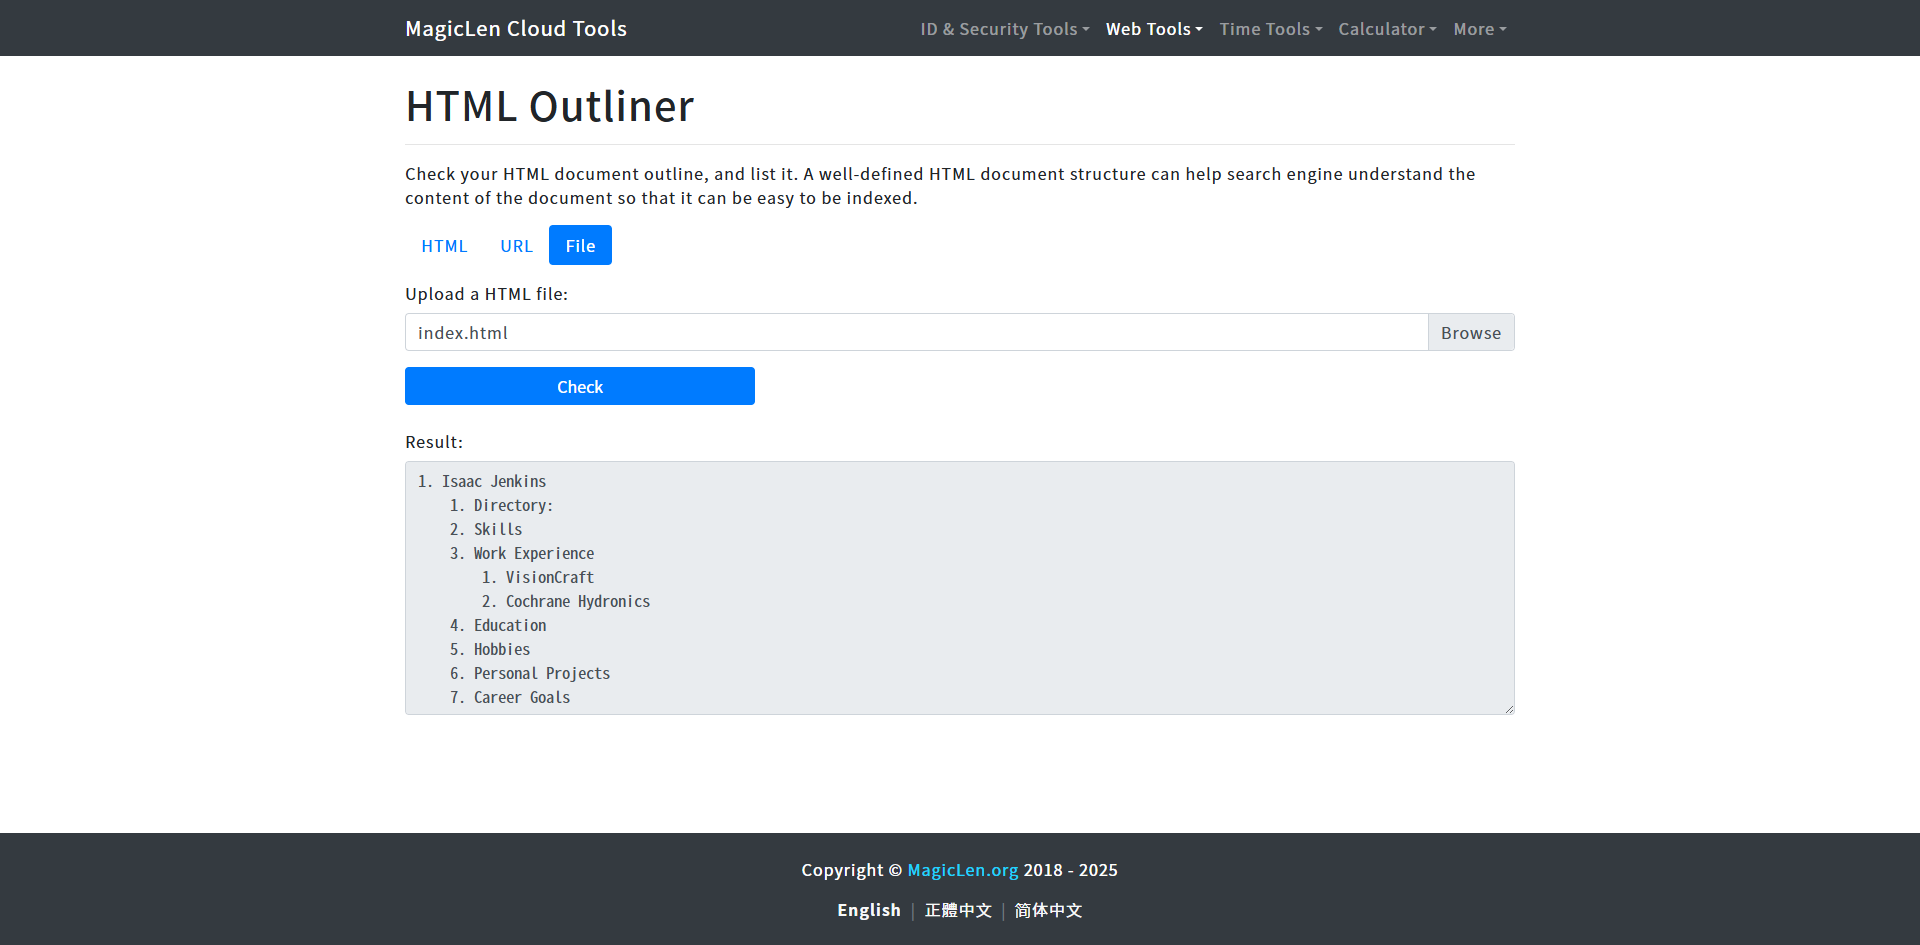 MagicLen Cloud Tools
ID & Security Tools
Web Tools
Time Tools
Calculator
More
HTML Outliner
Check your HTML document outline, and list it. A well-defined HTML document structure can help search engine understand the
content of the document so that it can be easy to be indexed.
HTML
URL
File
Upload a HTML file:
index.html
Browse
Check
Result:
1. Isaac Jenkins
    1. Directory:
    2. Skills
    3. Work Experience
        1. VisionCraft
        2. Cochrane Hydronics
    4. Education
    5. Hobbies
    6. Personal Projects
    7. Career Goals
Copyright © MagicLen.org 2018 - 2025
English | 正體中文 | 简体中文